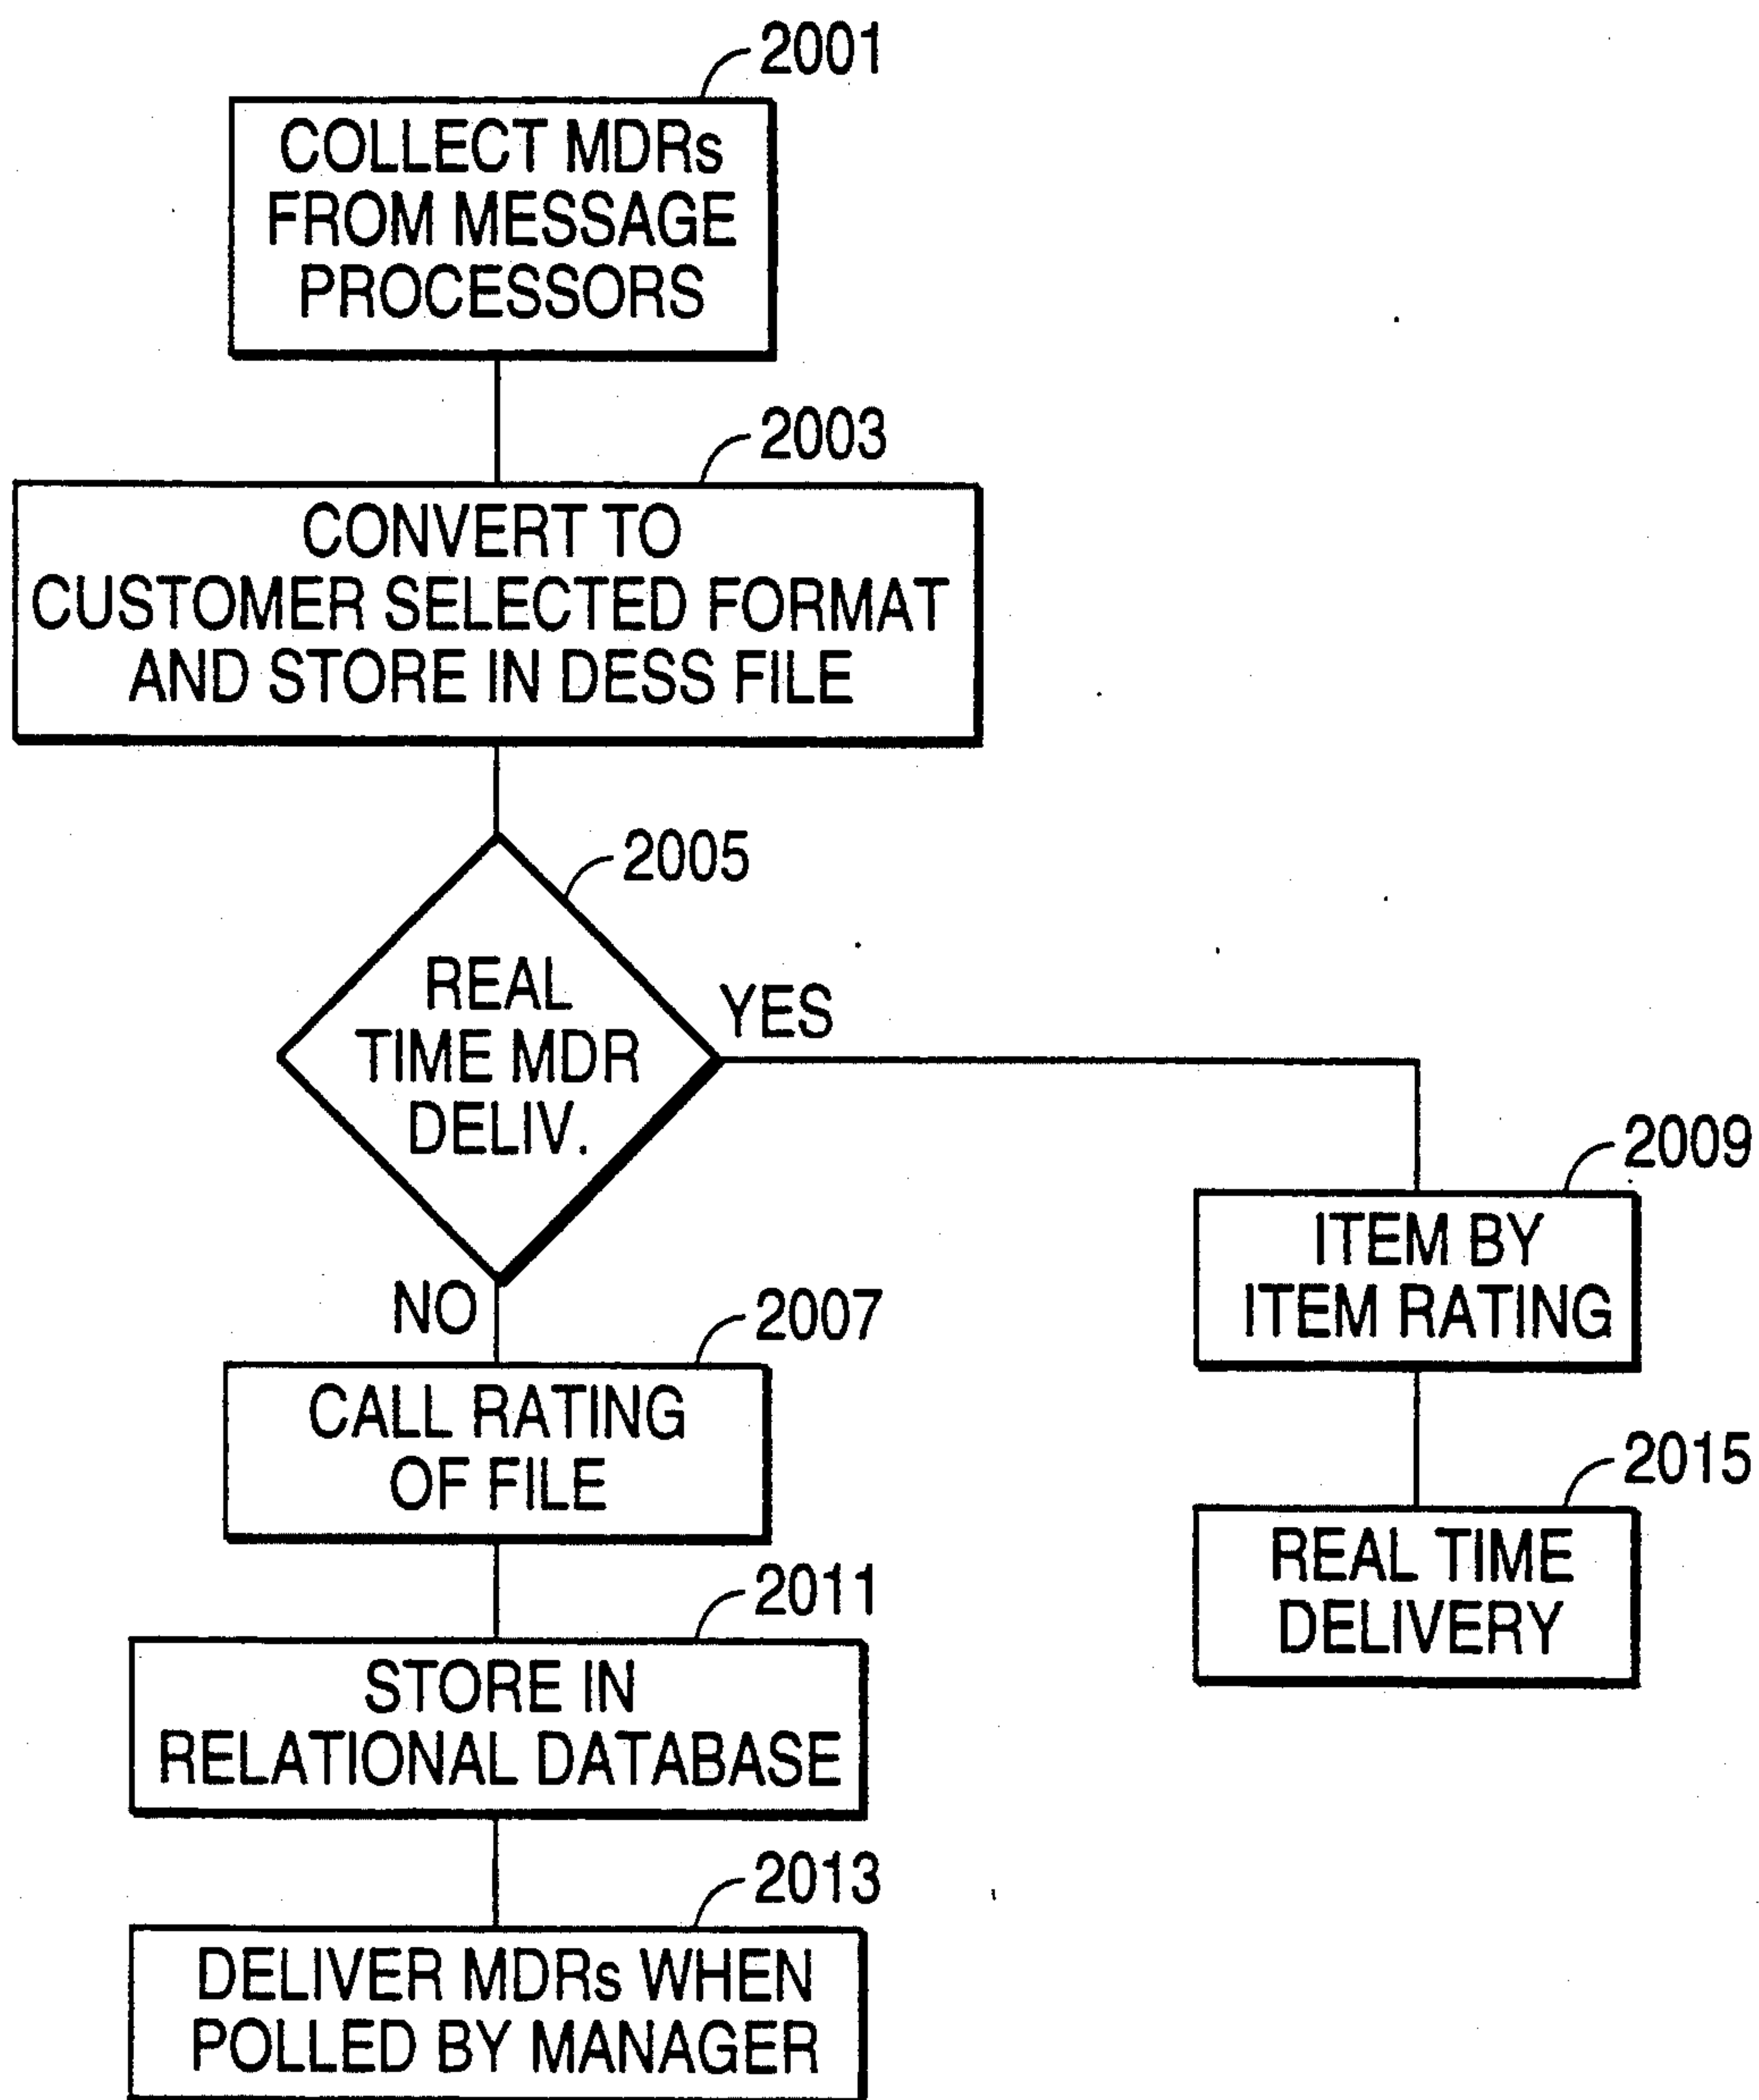 2001
COLLECT MDRs
FROM MESSAGE
PROCESSORS
2003
CONVERT TO
CUSTOMER SELECTED FORMAT
AND STORE IN DESS FILE
2005
REAL
TIME MDR
DELIV.
YES
NO
2007
CALL RATING
OF FILE
2009
ITEM BY
ITEM RATING
2011
STORE IN
RELATIONAL DATABASE
2015
REAL TIME
DELIVERY
2013
DELIVER MDRs WHEN
POLLED BY MANAGER